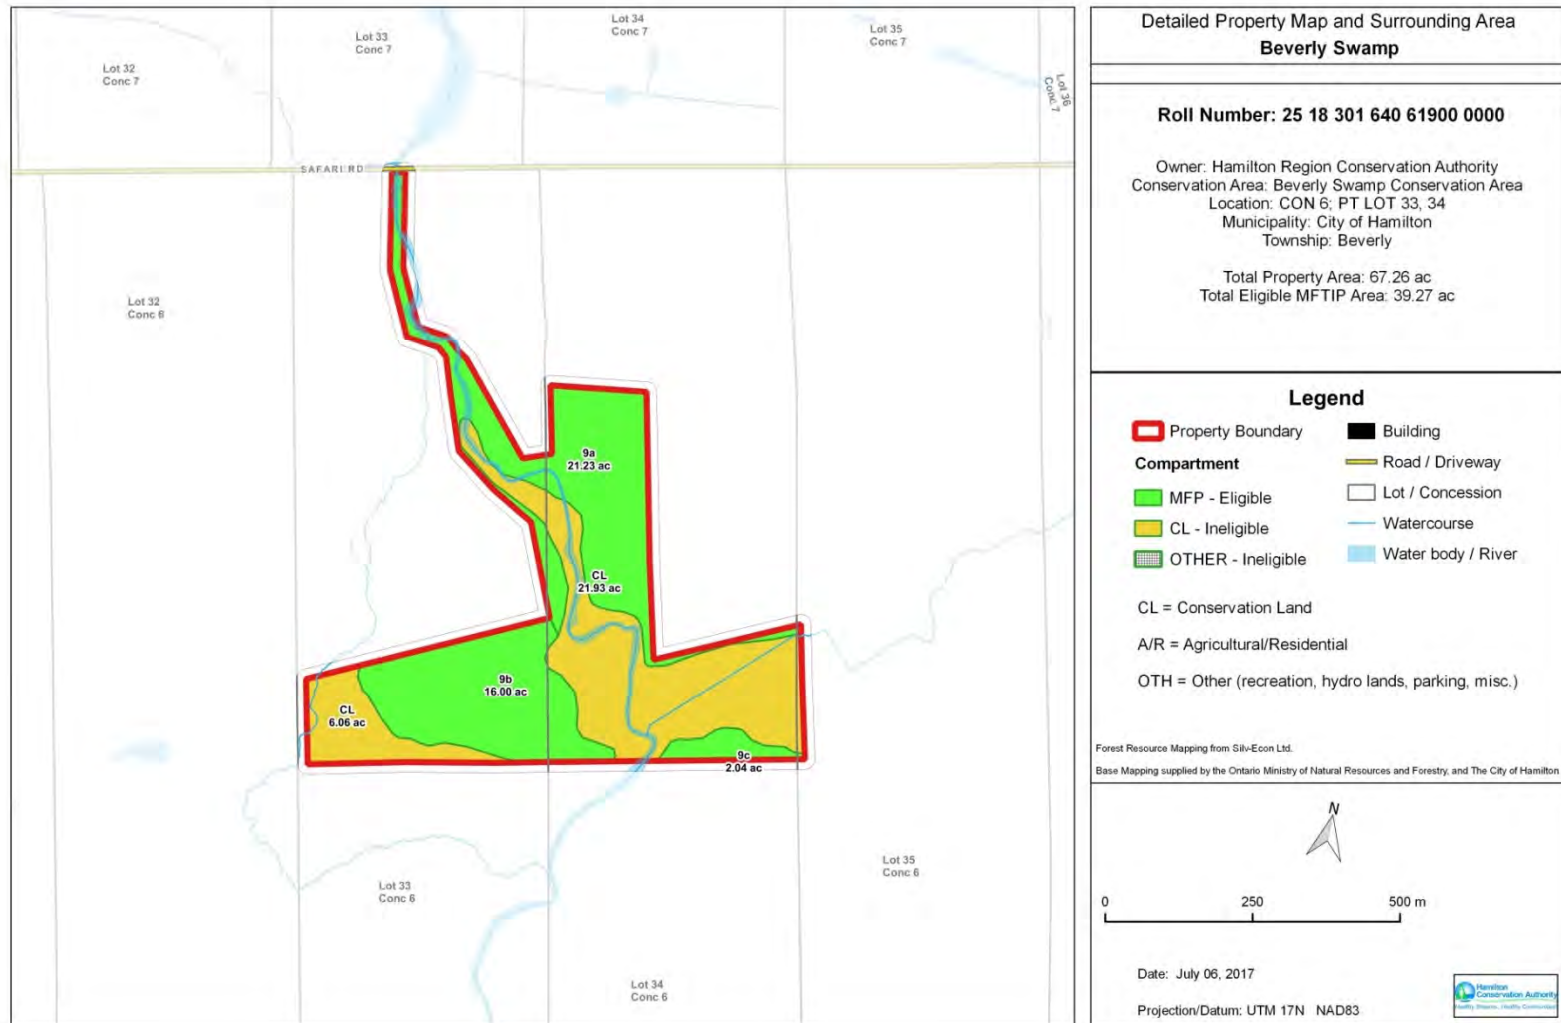 Lot 33
Conc 7
Lot 34
Conc 7
Lot 35
Conc 7
Lot 32
Conc 7
Lot 36
Conc 7
SAFARI RD
Lot 32
Conc 6
9a
21.23 ac
CL
21.93 ac
9b
16.00 ac
CL
6.06 ac
9c
2.04 ac
Lot 33
Conc 6
Lot 35
Conc 6
Lot 34
Conc 6
Detailed Property Map and Surrounding Area
Beverly Swamp
Roll Number: 25 18 301 640 61900 0000
Owner: Hamilton Region Conservation Authority
Conservation Area: Beverly Swamp Conservation Area
Location: CON 6; PT LOT 33, 34
Municipality: City of Hamilton
Township: Beverly
Total Property Area: 67.26 ac
Total Eligible MFTIP Area: 39.27 ac
Legend
Property Boundary
Compartment
MFP - Eligible
CL - Ineligible
OTHER - Ineligible
Building
Road / Driveway
Lot / Concession
Watercourse
Water body / River
CL = Conservation Land
A/R = Agricultural/Residential
OTH = Other (recreation, hydro lands, parking, misc.)
Forest Resource Mapping from Silv-Econ Ltd.
Base Mapping supplied by the Ontario Ministry of Natural Resources and Forestry, and The City of Hamilton
N
0 250 500 m
Date: July 06, 2017
Projection/Datum: UTM 17N NAD83
Hamilton
Conservation Authority